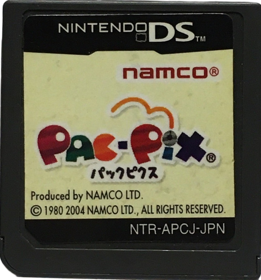 NINTENDO DS™
namco®
PAC-PIX®
パックピクス
Produced by NAMCO LTD.
© 1980 2004 NAMCO LTD., ALL RIGHTS RESERVED
NTR-APCJ-JPN